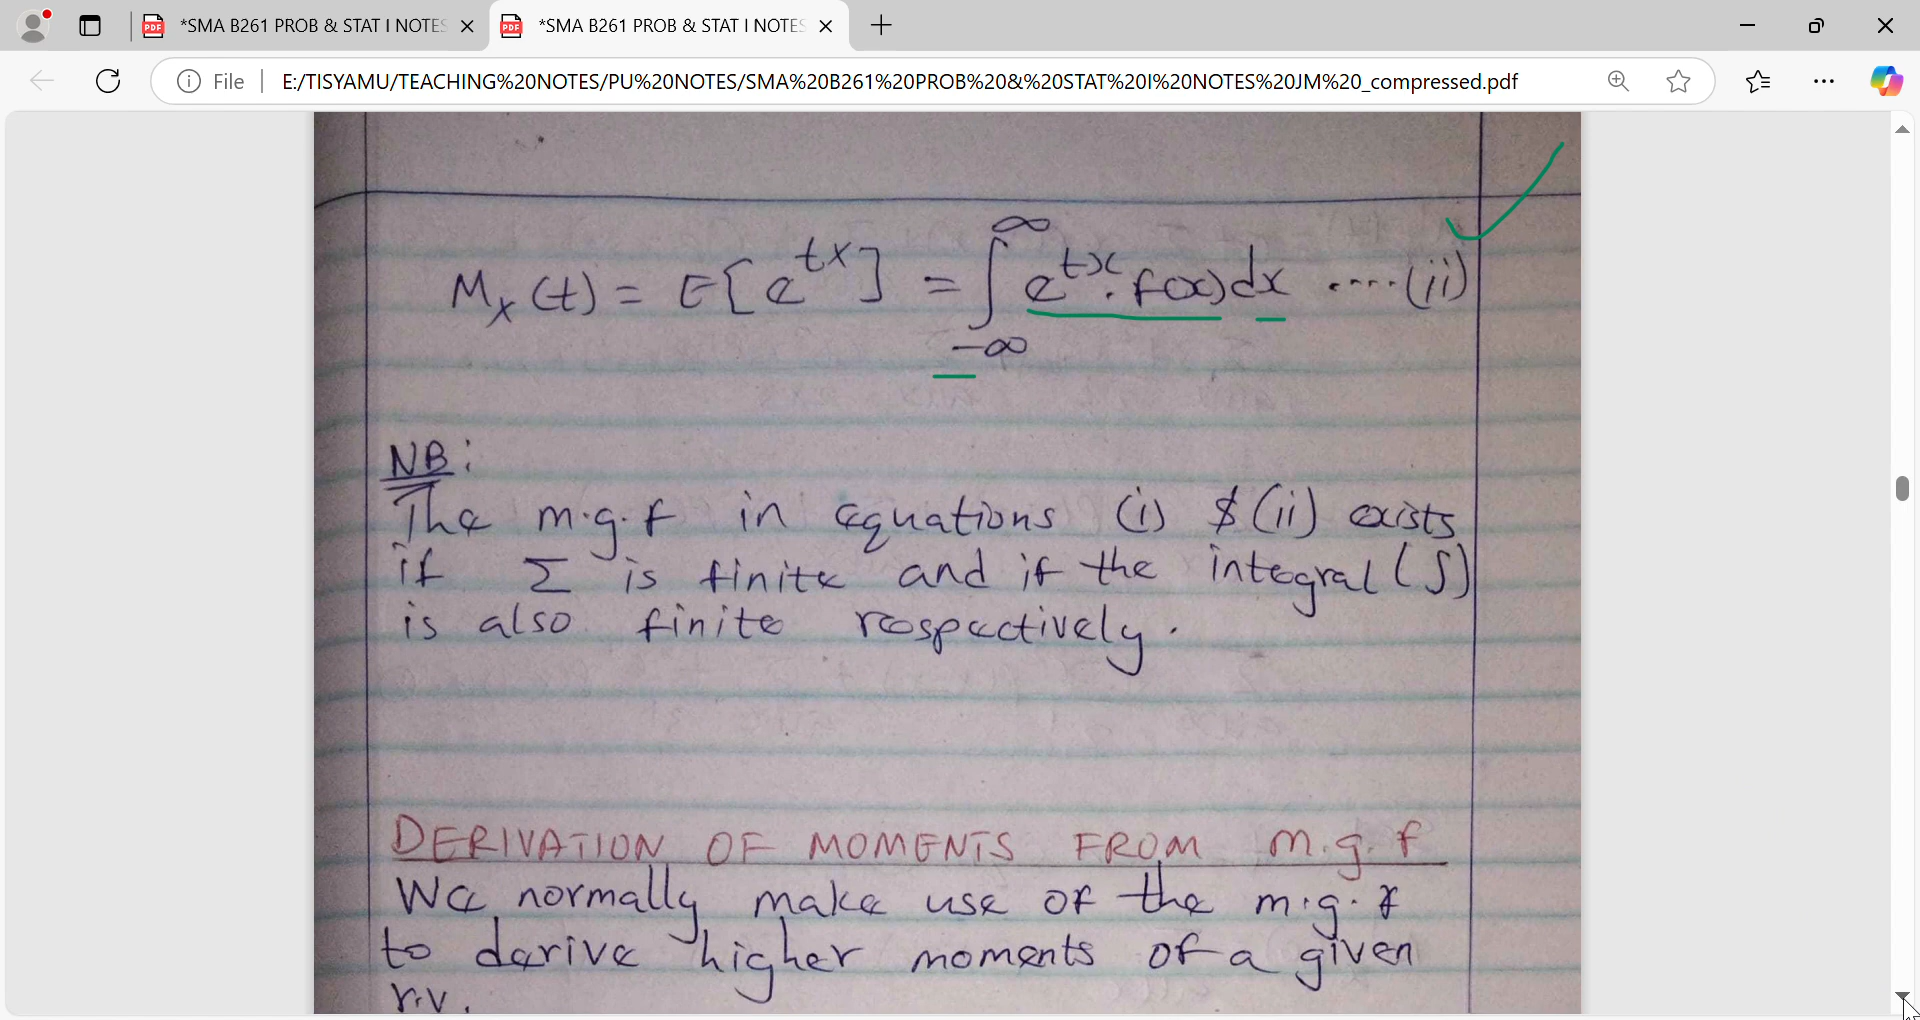 *SMA B261 PROB & STAT I NOTES
*SMA B261 PROB & STAT I NOTES
File
E:/TISYAMU/TEACHING%20NOTES/PU%20NOTES/SMA%20B261%20PROB%20&%20STAT%20I%20NOTES%20JM%20_compressed.pdf
M_X(t) = E[e^{tx}] = ∫_{-∞}^{∞} e^{tx}. f(x) dx ....(ii)
NB:
The m.g.f in equations (i) $ (ii) exists
if Σ is finite and if the integral (∫)
is also finite respectively.
DERIVATION OF MOMENTS FROM m.g.f
We normally make use of the m.g.f
to derive higher moments of a given
r.v.